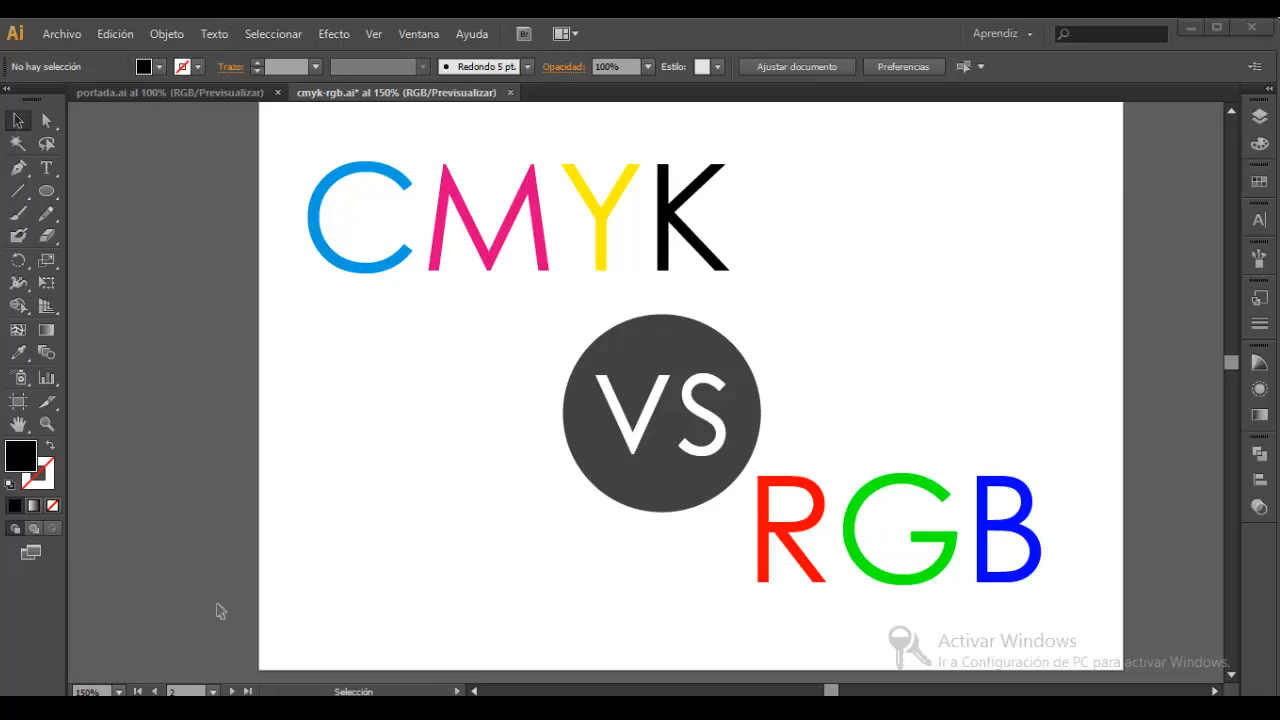 Ai Archivo Edición Objeto Texto Seleccionar Efecto Ver Ventana Ayuda Br Aprendiz
No hay selección Trazo: Redondo 5 pt. Opacidad: 100% Estilo: Ajustar documento Preferencias
portada.ai al 100% (RGB/Previsualizar) × cmyk-rgb.ai* al 150% (RGB/Previsualizar) ×
CMYK
VS
RGB
Activar Windows
Ir a Configuración de PC para activar Windows.
150% 2 Selección